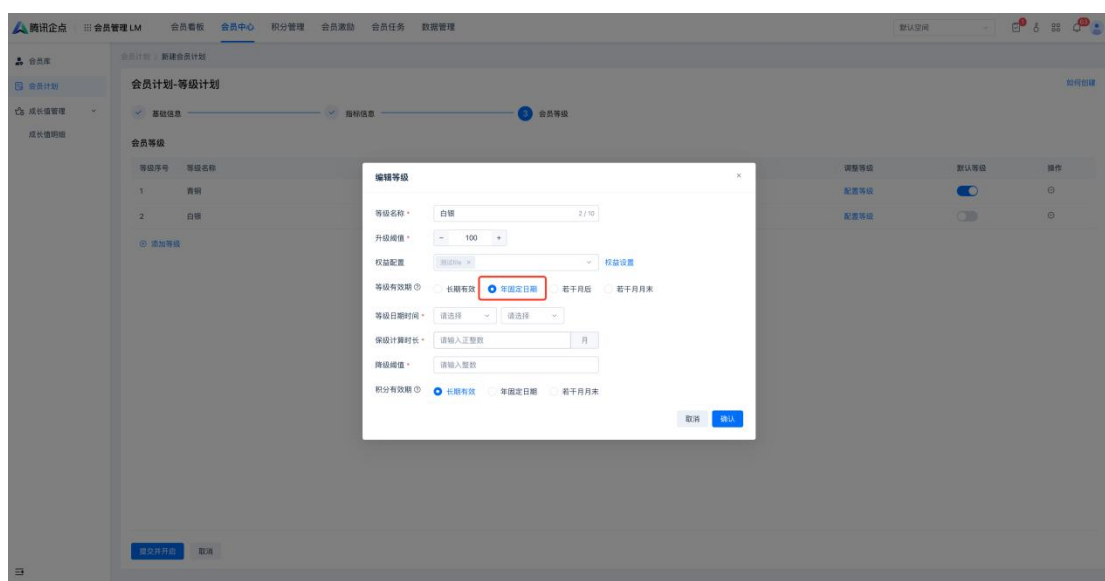 腾讯企点 会员管理 LM 会员看板 会员中心 积分管理 会员激励 会员任务 数据管理 默认空间
会员库
会员计划 / 新建会员计划
会员计划
会员计划-等级计划 如何创建
成长值管理
成长值明细
基础信息 指标信息 3 会员等级
会员等级
等级序号 等级名称 调整等级 默认等级 操作
1 青铜 配置等级
2 白银 配置等级
添加等级
编辑等级
等级名称 * 白银 2 / 10
升级阈值 * - 100 +
权益配置 权益设置
等级有效期 长期有效 年固定日期 若干月后 若干月月末
等级日期时间 * 请选择 请选择
保级计算时长 * 请输入正整数 月
降级阈值 * 请输入整数
积分有效期 长期有效 年固定日期 若干月月末
取消 确认
提交并开启 取消